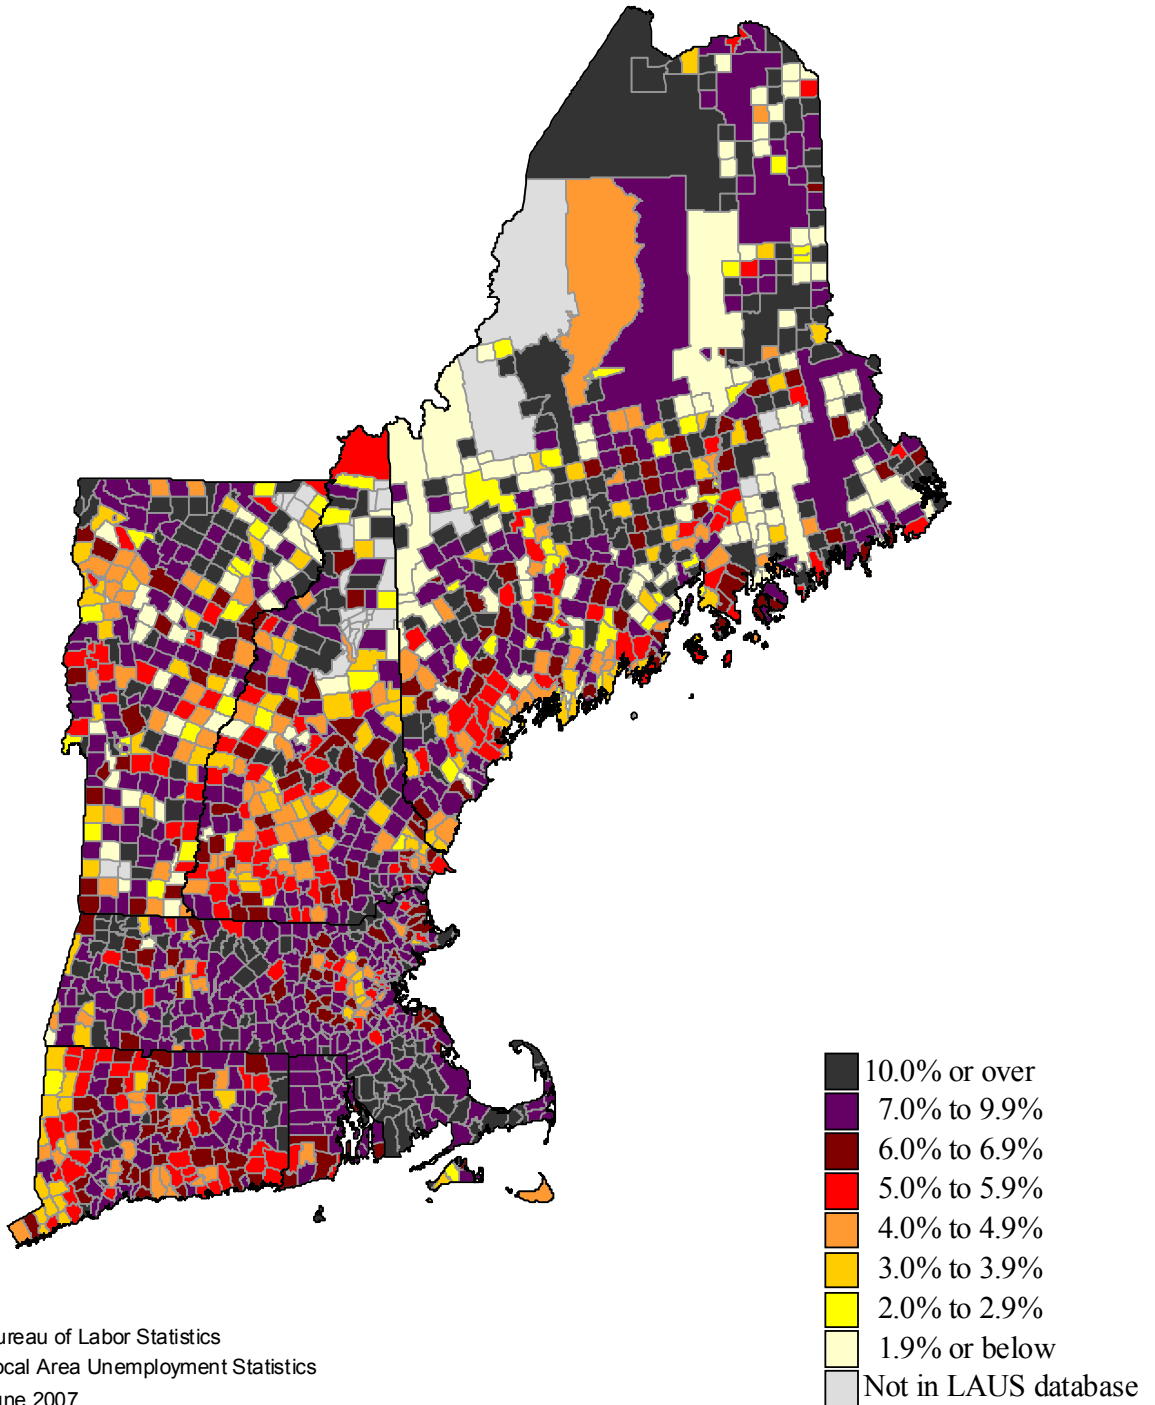 10.0% or over
7.0% to 9.9%
6.0% to 6.9%
5.0% to 5.9%
4.0% to 4.9%
3.0% to 3.9%
2.0% to 2.9%
1.9% or below
Not in LAUS database
ureau of Labor Statistics
ocal Area Unemployment Statistics
une 2007